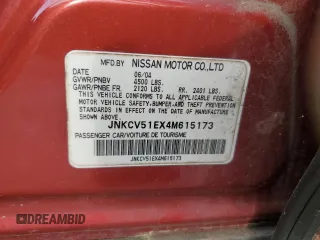 MFD BY NISSAN MOTOR CO.,LTD
DATE 06/04
GVWR/PNBV 4500 LBS.
GAWR/PNBE FR 2120 LBS. RR. 2401 LBS.
THIS VEHICLE CONFORMS TO ALL APPLICABLE FEDERAL
MOTOR VEHICLE SAFETY,BUMPER,AND THEFT PREVENTION
STANDARDS IN EFFECT ON THE DATE OF MANUFACTURE
SHOWN ABOVE.
JNKCV51EX4M615173
PASSENGER CAR/VOITURE DE TOURISME
JNKCV51EX4M615173
© DREAMBID